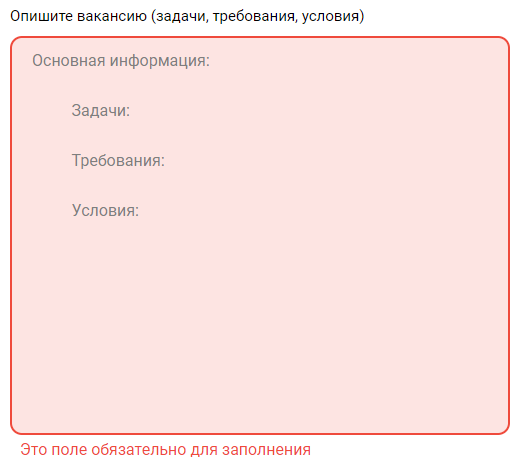 Опишите вакансию (задачи, требования, условия)
Основная информация:
Задачи:
Требования:
Условия:
Это поле обязательно для заполнения